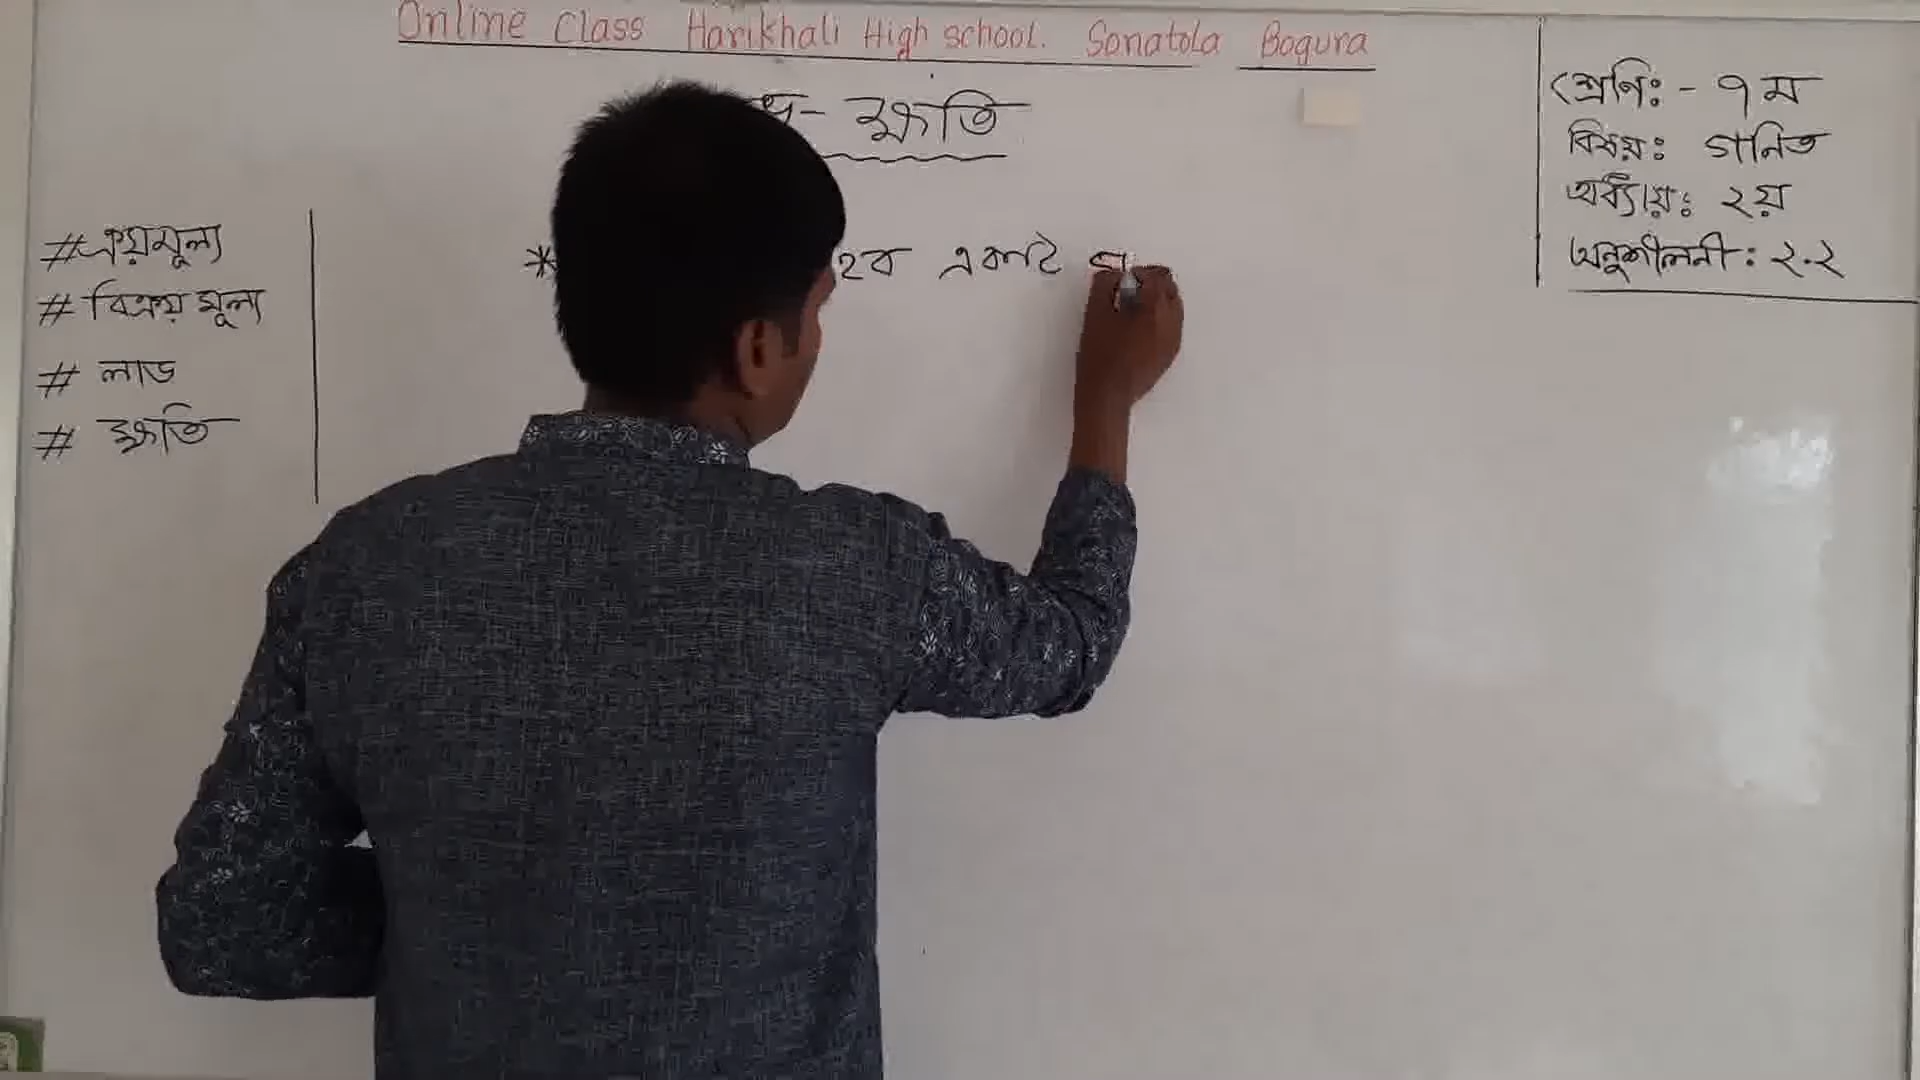 Online Class Harikhali High school. Sonatola Bogura
- ক্ষতি
শ্রেণিঃ - ৭ম
বিষয়ঃ গনিত
অধ্যায়ঃ ২য়
অনুশীলনী: ২.২
# ক্রয়মূল্য
# বিক্রয় মূল্য
# লাভ
# ক্ষতি
* একটি